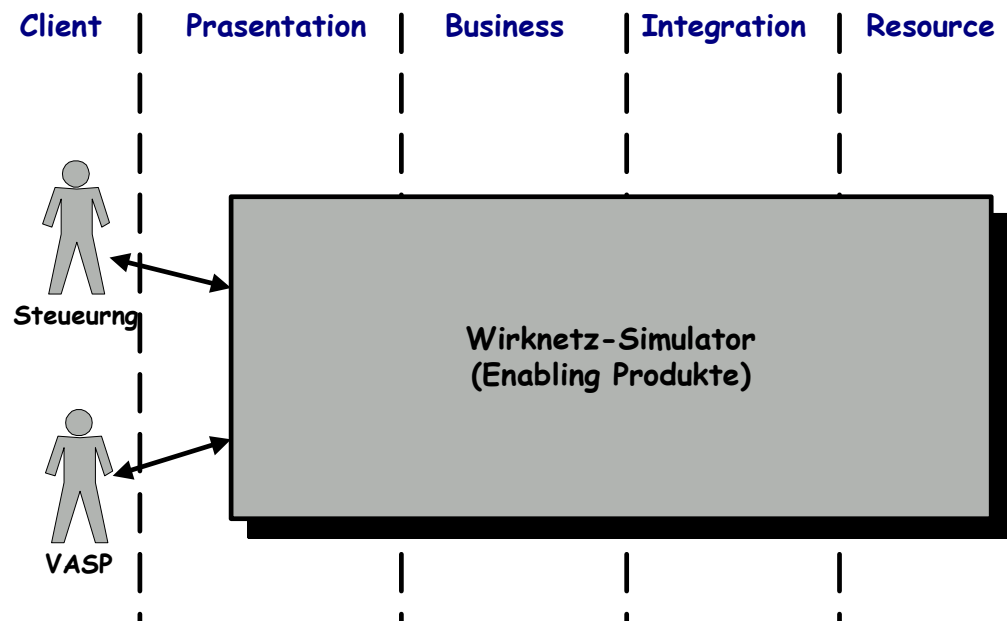 Client
Prasentation
Business
Integration
Resource
Steueurng
Wirknetz-Simulator
(Enabling Produkte)
VASP